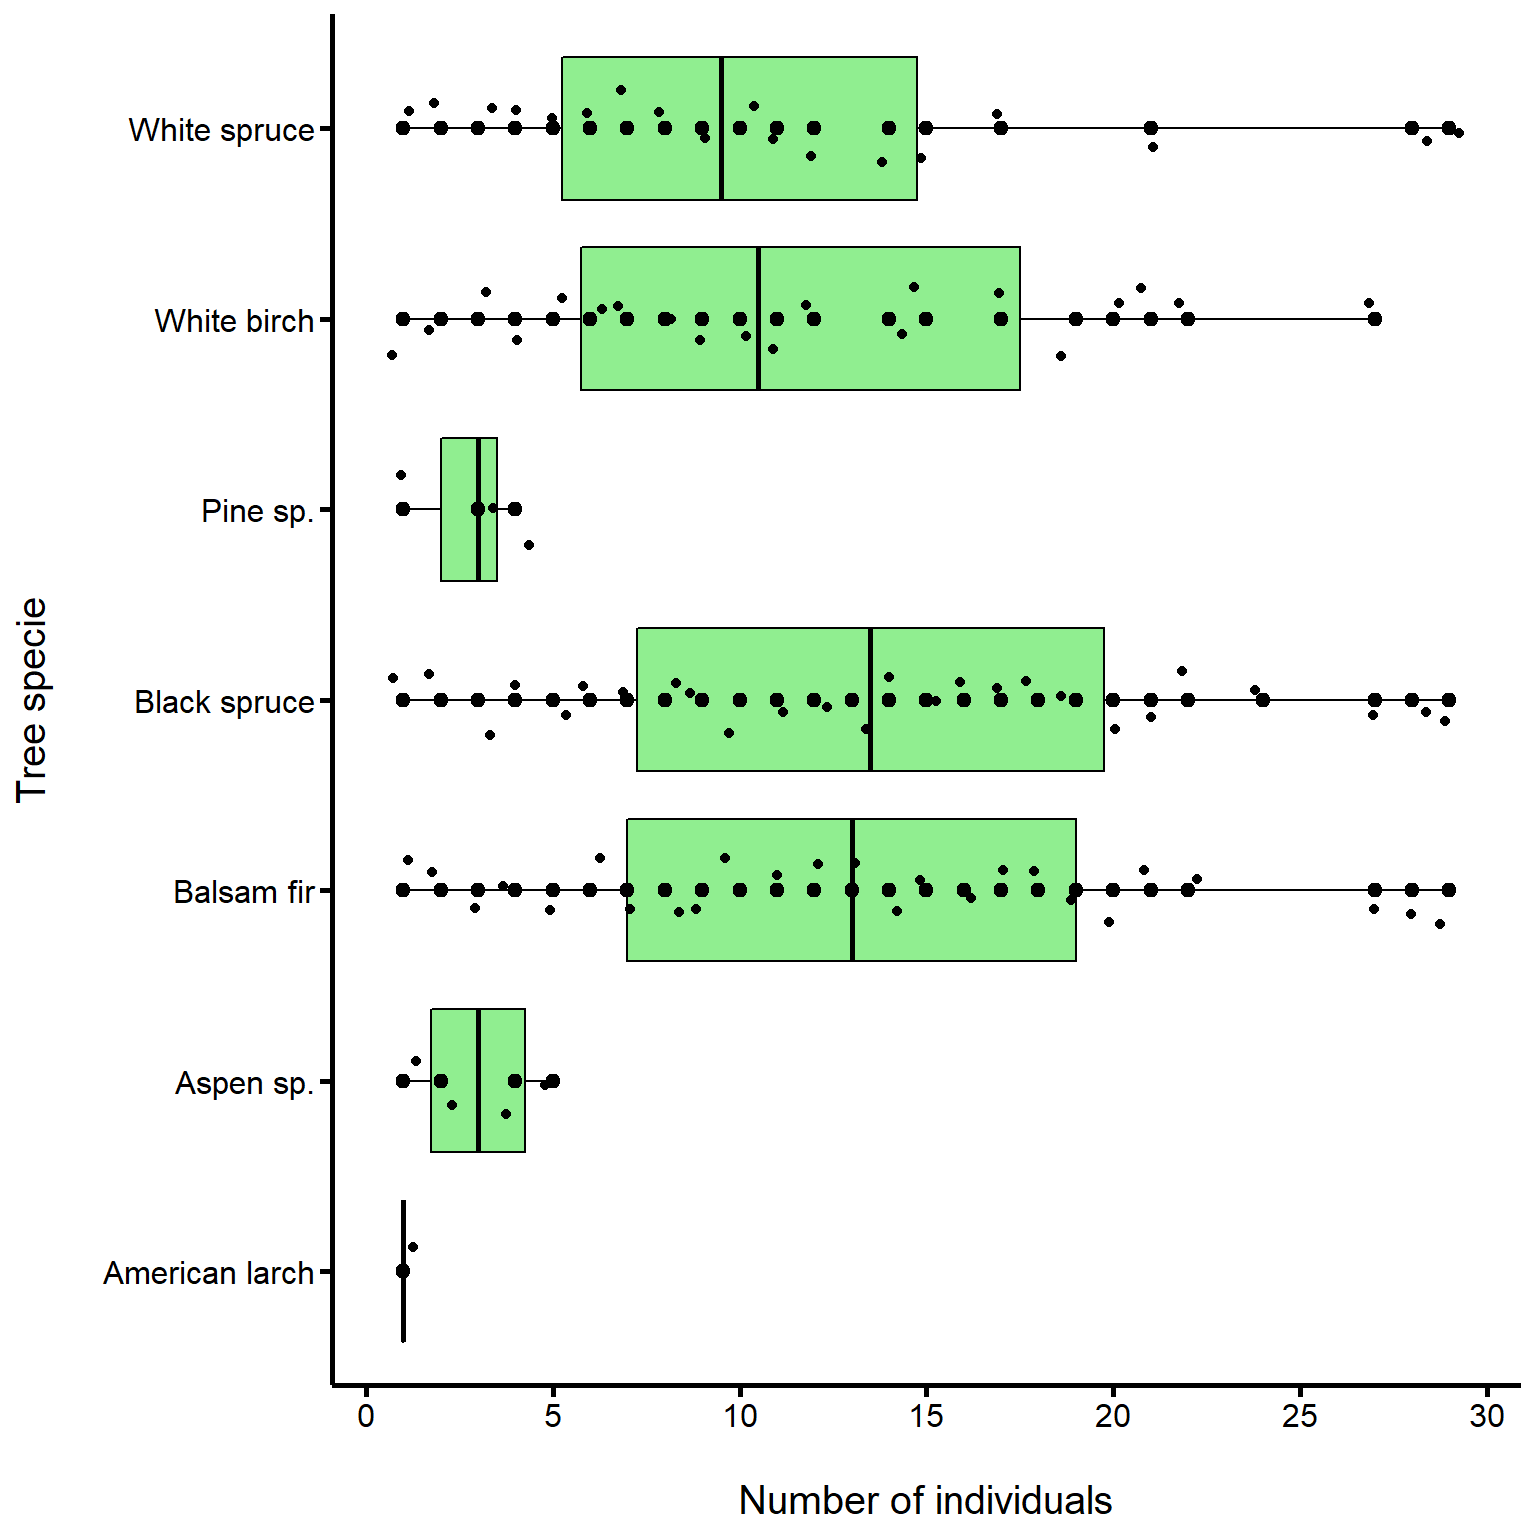 Tree specie
White spruce
White birch
Pine sp.
Black spruce
Balsam fir
Aspen sp.
American larch
0 5 10 15 20 25 30
Number of individuals